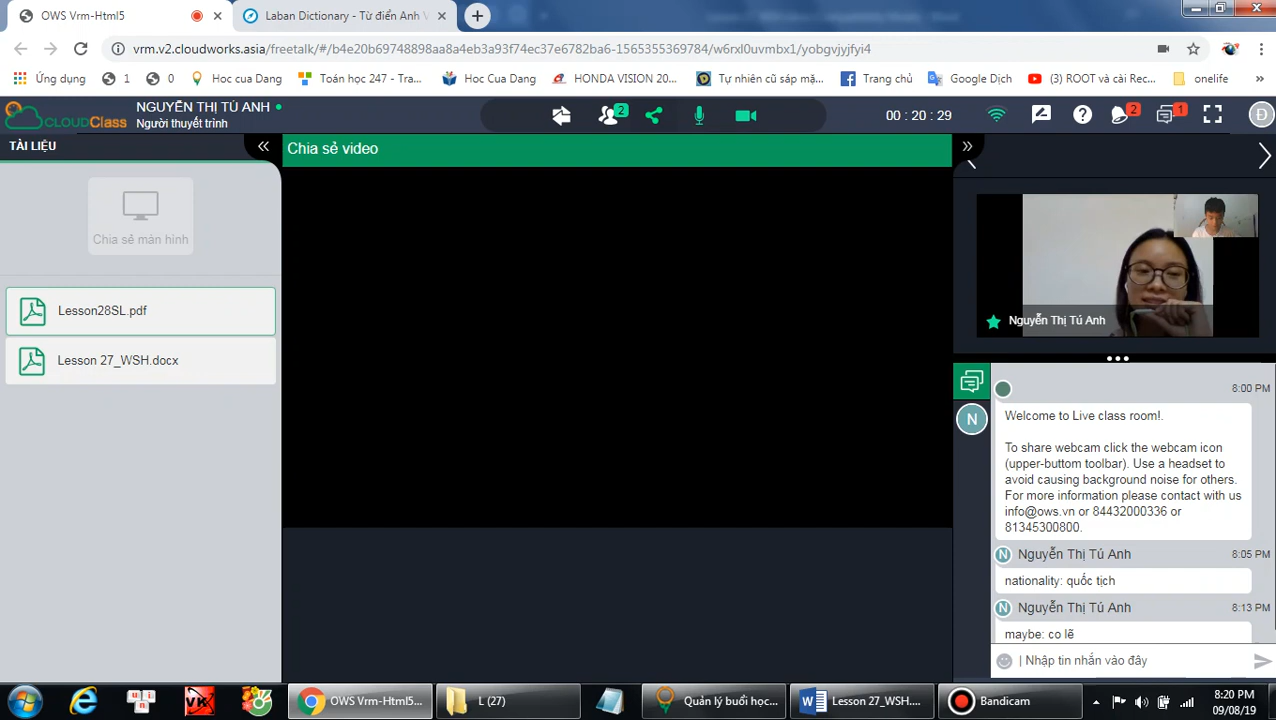 OWS Vrm-Html5
Laban Dictionary - Từ điển Anh V
vrm.v2.cloudworks.asia/freetalk/#/b4e20b69748898aa8a4eb3a93f74ec37e6782ba6-1565355369784/w6rxl0uvmbx1/yobgvjyjfyi4
Ứng dụng
1
0
Hoc cua Dang
Toán học 247 - Tra...
Hoc Cua Dang
HONDA VISION 20...
Tự nhiên cũ sáp mặ...
Trang chủ
Google Dịch
(3) ROOT và cài Rec...
onelife
»
CLOUDClass
NGUYỄN THỊ TÚ ANH
Người thuyết trình
2
00 : 20 : 29
2
1
Đ
TÀI LIỆU
Chia sẻ màn hình
Lesson28SL.pdf
Lesson 27_WSH.docx
Chia sẻ video
Nguyễn Thị Tú Anh
N
8:00 PM
Welcome to Live class room!.
To share webcam click the webcam icon
(upper-buttom toolbar). Use a headset to
avoid causing background noise for others.
For more information please contact with us
info@ows.vn or 84432000336 or
81345300800.
N Nguyễn Thị Tú Anh 8:05 PM
nationality: quốc tịch
N Nguyễn Thị Tú Anh 8:13 PM
maybe: co lẽ
Nhập tin nhắn vào đây
OWS Vrm-Html5...
L (27)
Quản lý buổi học...
Lesson 27_WSH....
Bandicam
8:20 PM
09/08/19